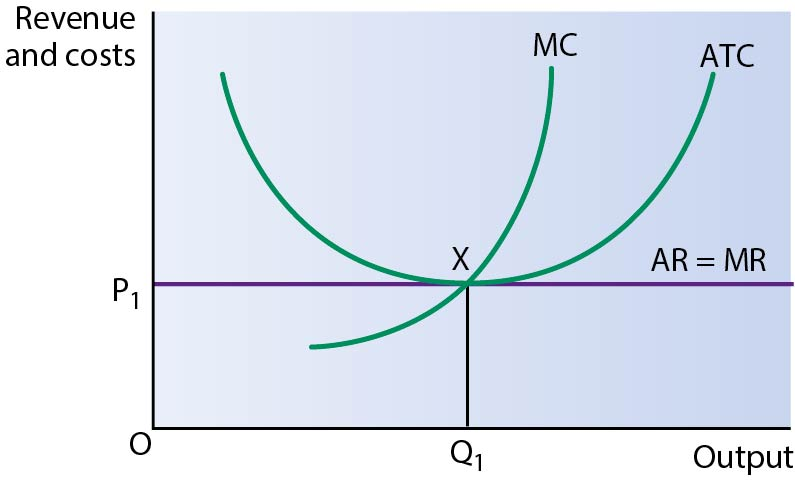 Revenue
and costs
MC
ATC
X
AR = MR
P1
O
Q1
Output